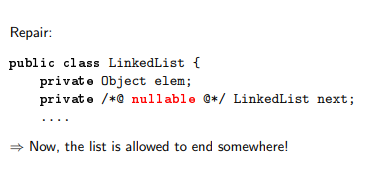 Repair:
public class LinkedList {
private Object elem;
private /*@ nullable @*/ LinkedList next;
....
⇒ Now, the list is allowed to end somewhere!